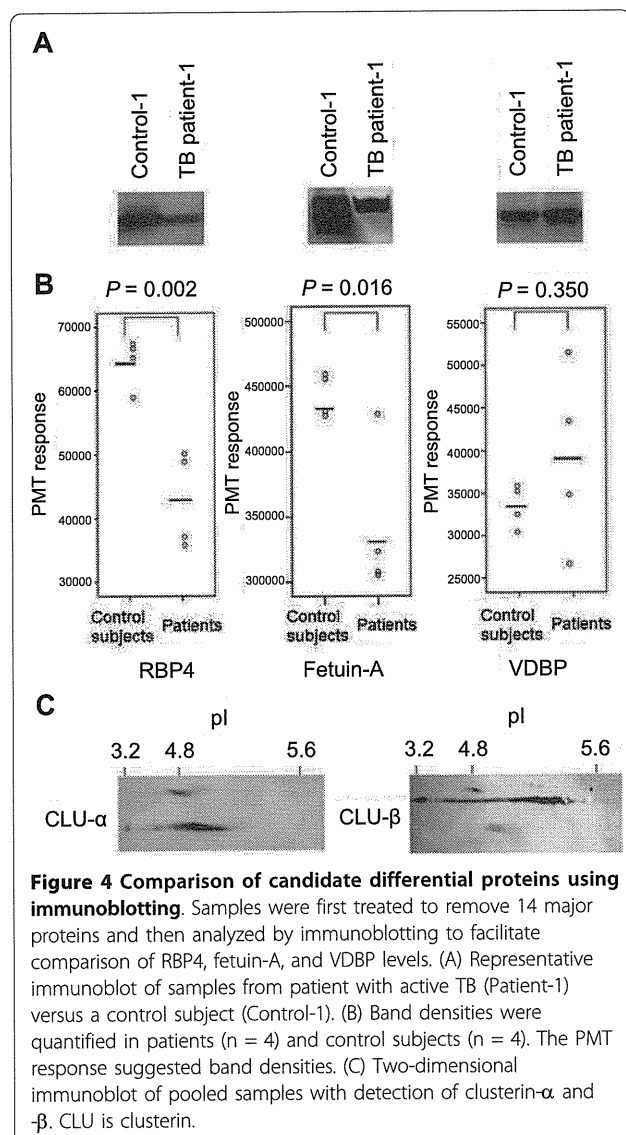 A
Control-1
TB patient-1
Control-1
TB patient-1
Control-1
TB patient-1
B
P = 0.002
P = 0.016
P = 0.350
PMT response
70000
60000
50000
40000
30000
Control subjects
Patients
RBP4
PMT response
500000
450000
400000
350000
300000
Control subjects
Patients
Fetuin-A
PMT response
55000
50000
45000
40000
35000
30000
25000
Control subjects
Patients
VDBP
C
pI
3.2 4.8 5.6
CLU-α
pI
3.2 4.8 5.6
CLU-β
Figure 4 Comparison of candidate differential proteins using
immunoblotting. Samples were first treated to remove 14 major
proteins and then analyzed by immunoblotting to facilitate
comparison of RBP4, fetuin-A, and VDBP levels. (A) Representative
immunoblot of samples from patient with active TB (Patient-1)
versus a control subject (Control-1). (B) Band densities were
quantified in patients (n = 4) and control subjects (n = 4). The PMT
response suggested band densities. (C) Two-dimensional
immunoblot of pooled samples with detection of clusterin-α and
-β. CLU is clusterin.